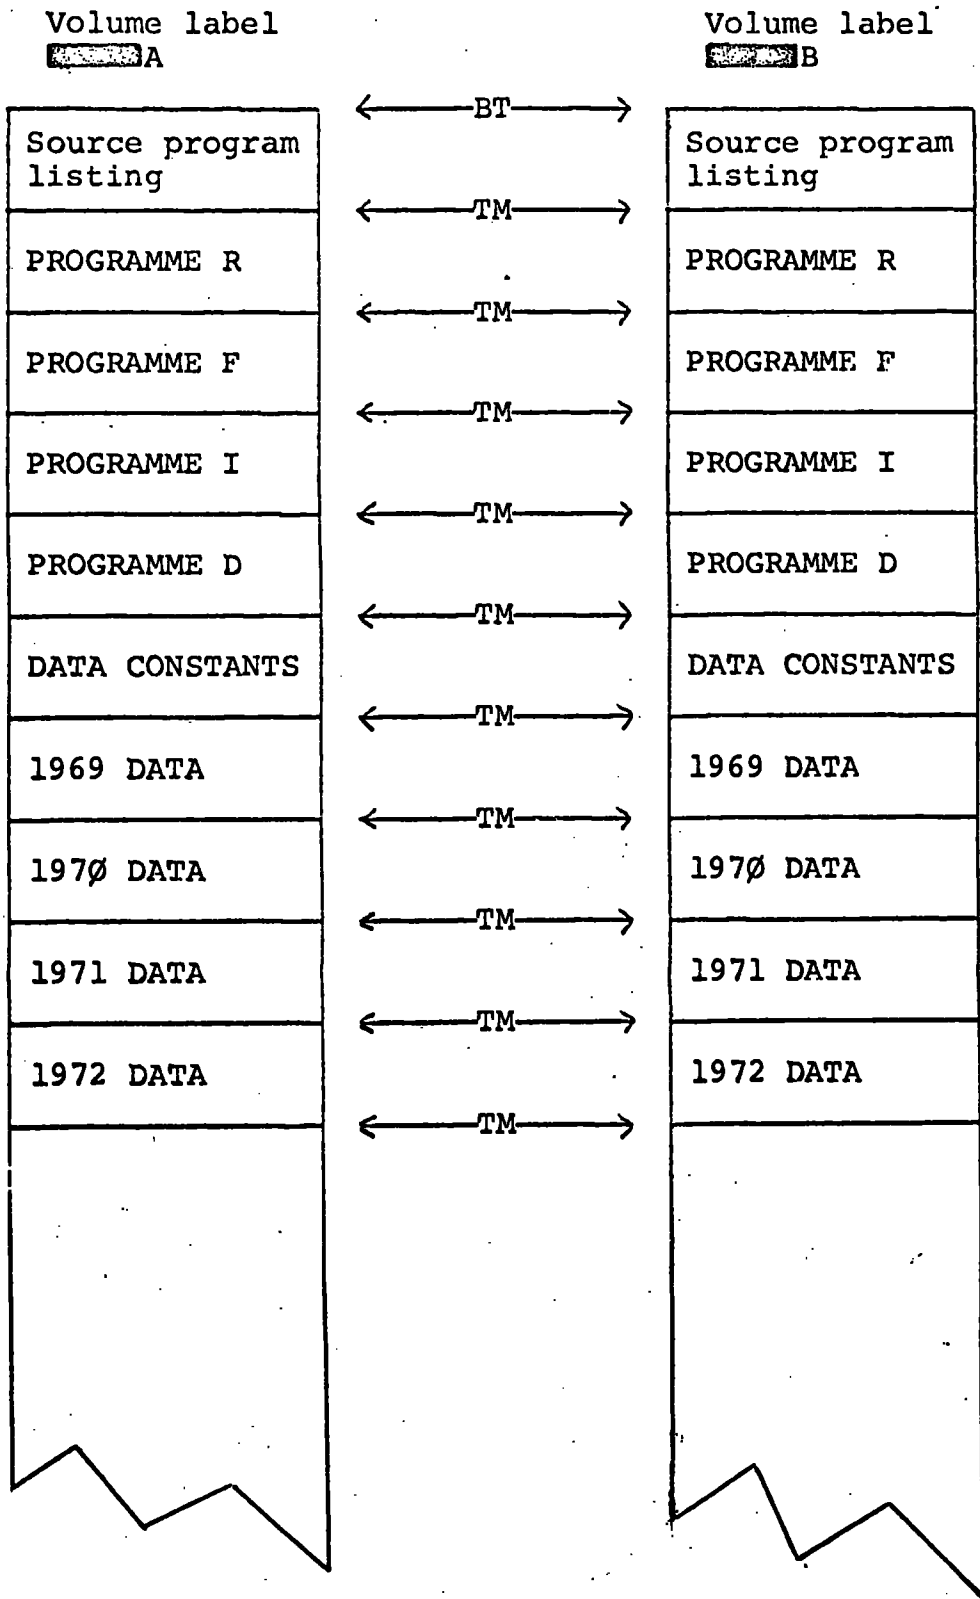 Volume label
A
Source program
listing
PROGRAMME R
PROGRAMME F
PROGRAMME I
PROGRAMME D
DATA CONSTANTS
1969 DATA
197Ø DATA
1971 DATA
1972 DATA
BT
TM
TM
TM
TM
TM
TM
TM
TM
TM
TM
Volume label
B
Source program
listing
PROGRAMME R
PROGRAMME F
PROGRAMME I
PROGRAMME D
DATA CONSTANTS
1969 DATA
197Ø DATA
1971 DATA
1972 DATA